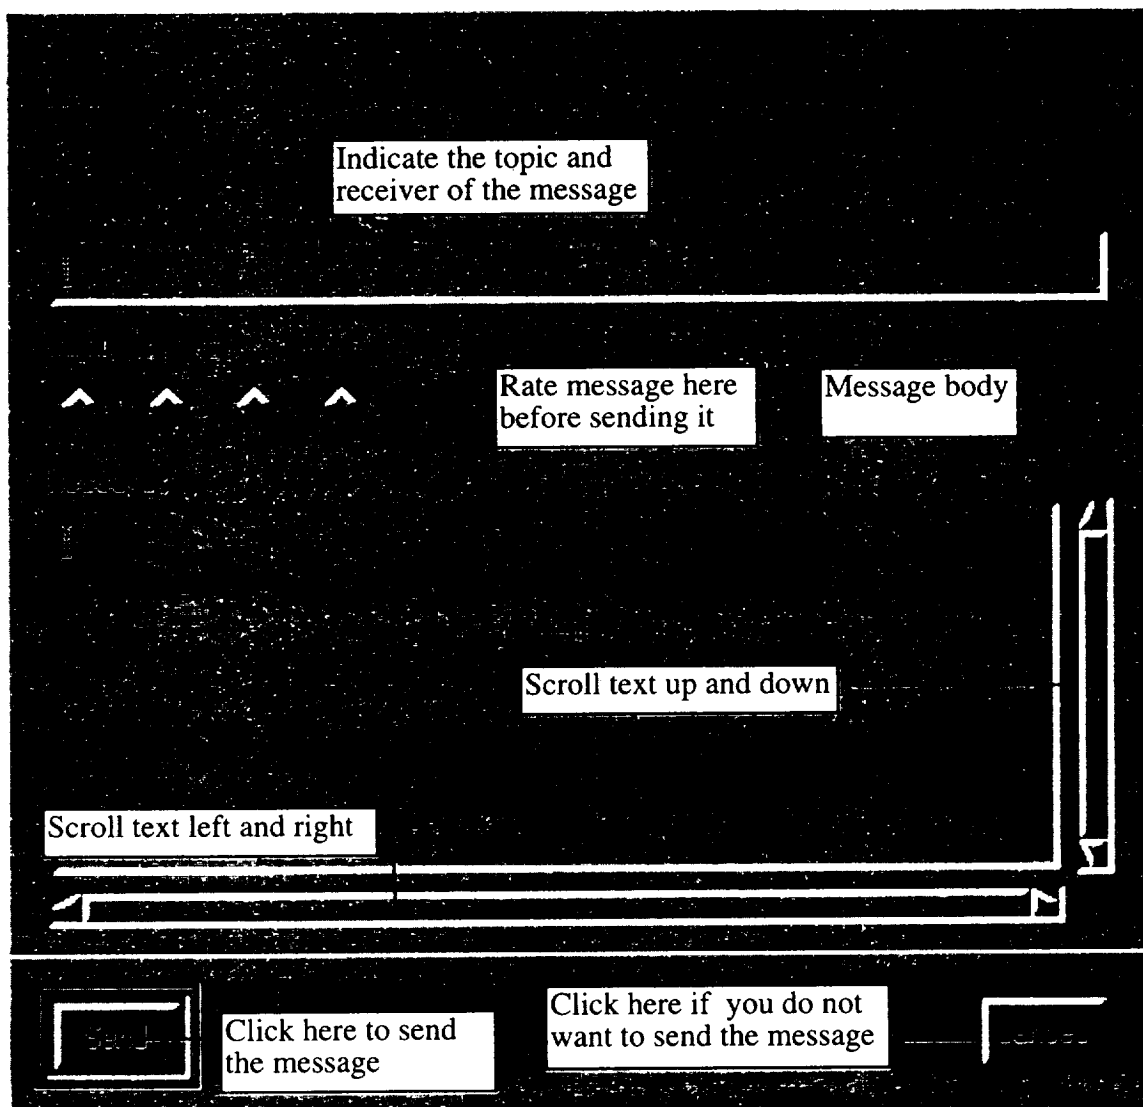 Indicate the topic and
receiver of the message
Rate message here
before sending it
Message body
Scroll text up and down
Scroll text left and right
Send
Click here to send
the message
Click here if you do not
want to send the message
Cancel